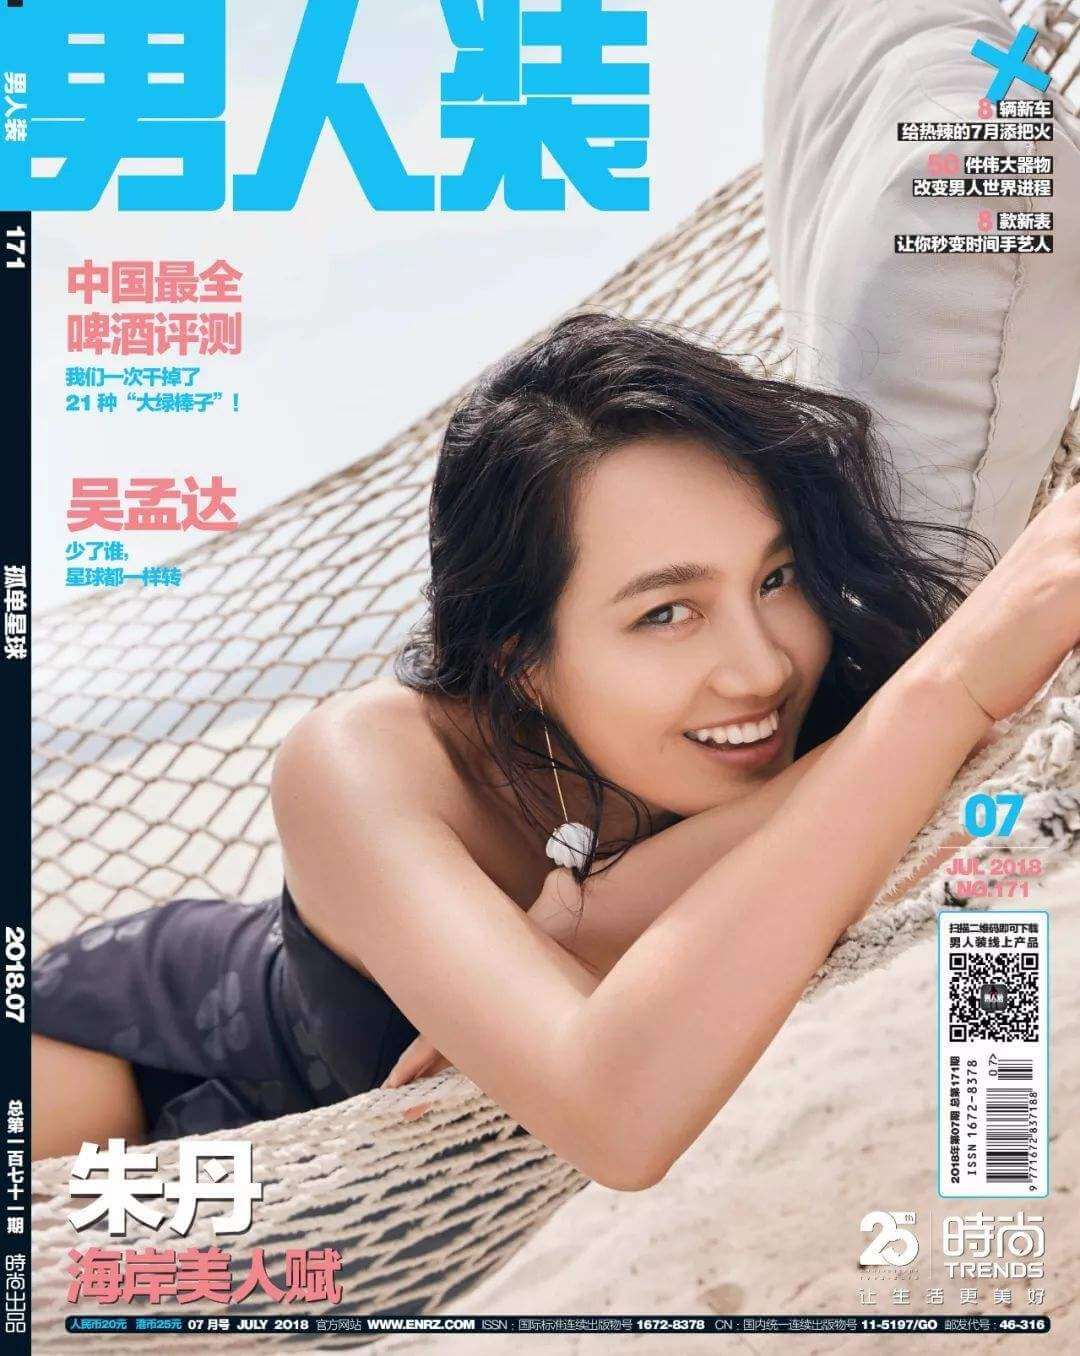 男人装
8 辆新车
给热辣的7月添把火
50 件伟大器物
改变男人世界进程
8 款新表
让你秒变时间手艺人
中国最全
啤酒评测
我们一次干掉了
21 种“大绿棒子”！
吴孟达
少了谁，
星球都一样转
07
JUL 2018
NO.171
扫描二维码即可下载
男人装线上产品
男人装
2018年第07期 总第171期
ISSN 1672-8378
07>
9 771672 837188
朱丹
海岸美人赋
25th
時尚
TRENDS
让生活更美好
人民币20元 港币25元 07 月号 JULY 2018 官方网站 WWW.ENRZ.COM ISSN：国际标准连续出版物号 1672-8378 CN：国内统一连续出版物号 11-5197/GO 邮发代号：46-316
男人装
171
孤单星球
2018.07
总第一百七十一期
時尚出品